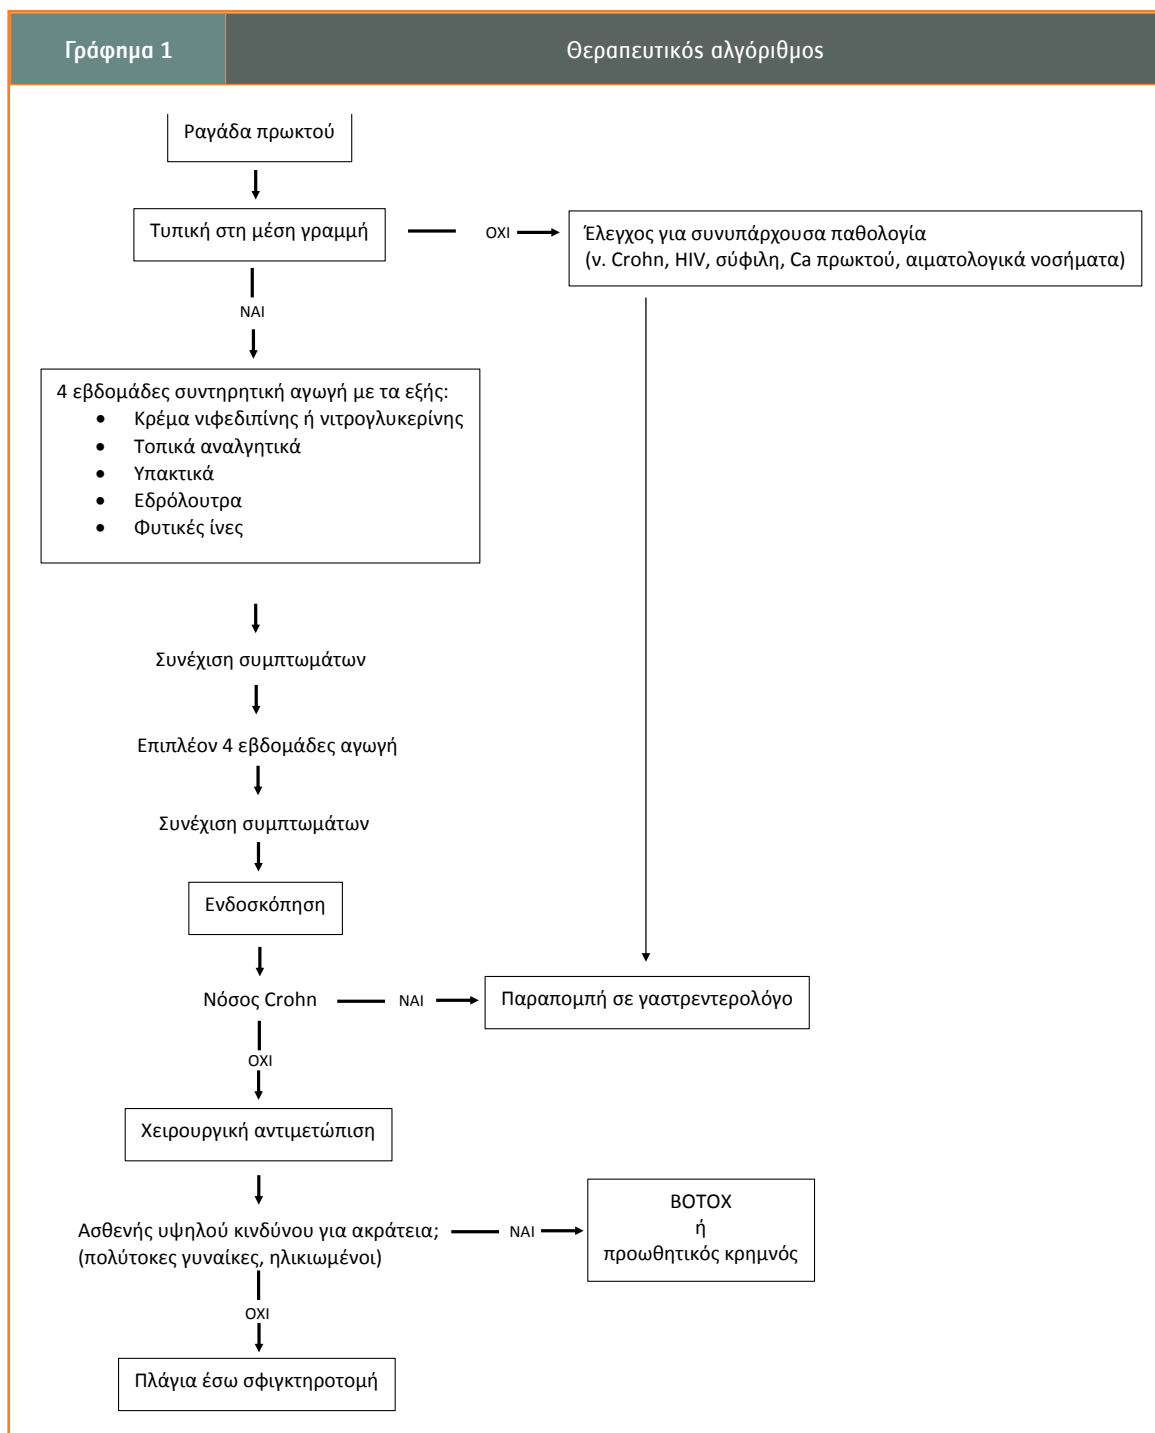 Γράφημα 1
Θεραπευτικός αλγόριθμος
Ραγάδα πρωκτού
Τυπική στη μέση γραμμή
ΟΧΙ
Έλεγχος για συνυπάρχουσα παθολογία
(ν. Crohn, HIV, σύφιλη, Ca πρωκτού, αιματολογικά νοσήματα)
ΝΑΙ
4 εβδομάδες συντηρητική αγωγή με τα εξής:
• Κρέμα νιφεδιπίνης ή νιτρογλυκερίνης
• Τοπικά αναλγητικά
• Υπακτικά
• Εδρόλουτρα
• Φυτικές ίνες
Συνέχιση συμπτωμάτων
Επιπλέον 4 εβδομάδες αγωγή
Συνέχιση συμπτωμάτων
Ενδοσκόπηση
Νόσος Crohn
ΝΑΙ
Παραπομπή σε γαστρεντερολόγο
ΟΧΙ
Χειρουργική αντιμετώπιση
Ασθενής υψηλού κινδύνου για ακράτεια;
(πολύτοκες γυναίκες, ηλικιωμένοι)
ΝΑΙ
BOTOX
ή
προωθητικός κρημνός
ΟΧΙ
Πλάγια έσω σφιγκτηροτομή